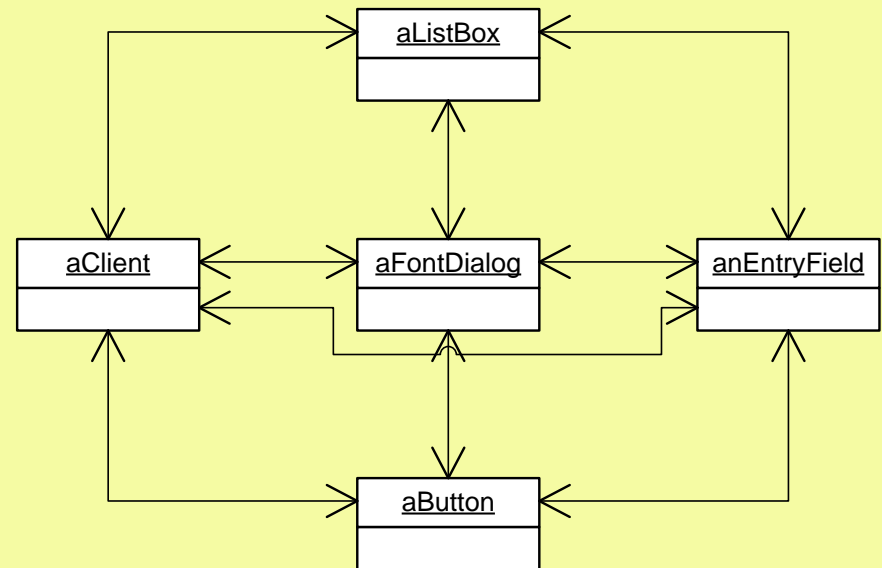 aListBox
aClient
aFontDialog
anEntryField
aButton